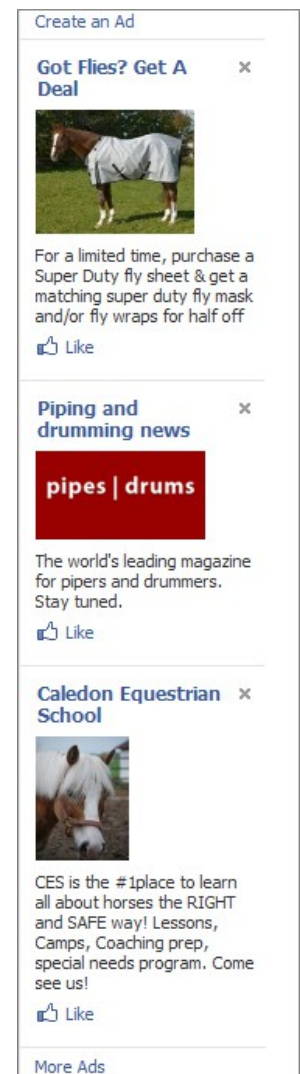 Create an Ad
Got Flies? Get A
Deal
For a limited time, purchase a
Super Duty fly sheet & get a
matching super duty fly mask
and/or fly wraps for half off
Like
Piping and
drumming news
pipes | drums
The world's leading magazine
for pipers and drummers.
Stay tuned.
Like
Caledon Equestrian
School
CES is the #1place to learn
all about horses the RIGHT
and SAFE way! Lessons,
Camps, Coaching prep,
special needs program. Come
see us!
Like
More Ads